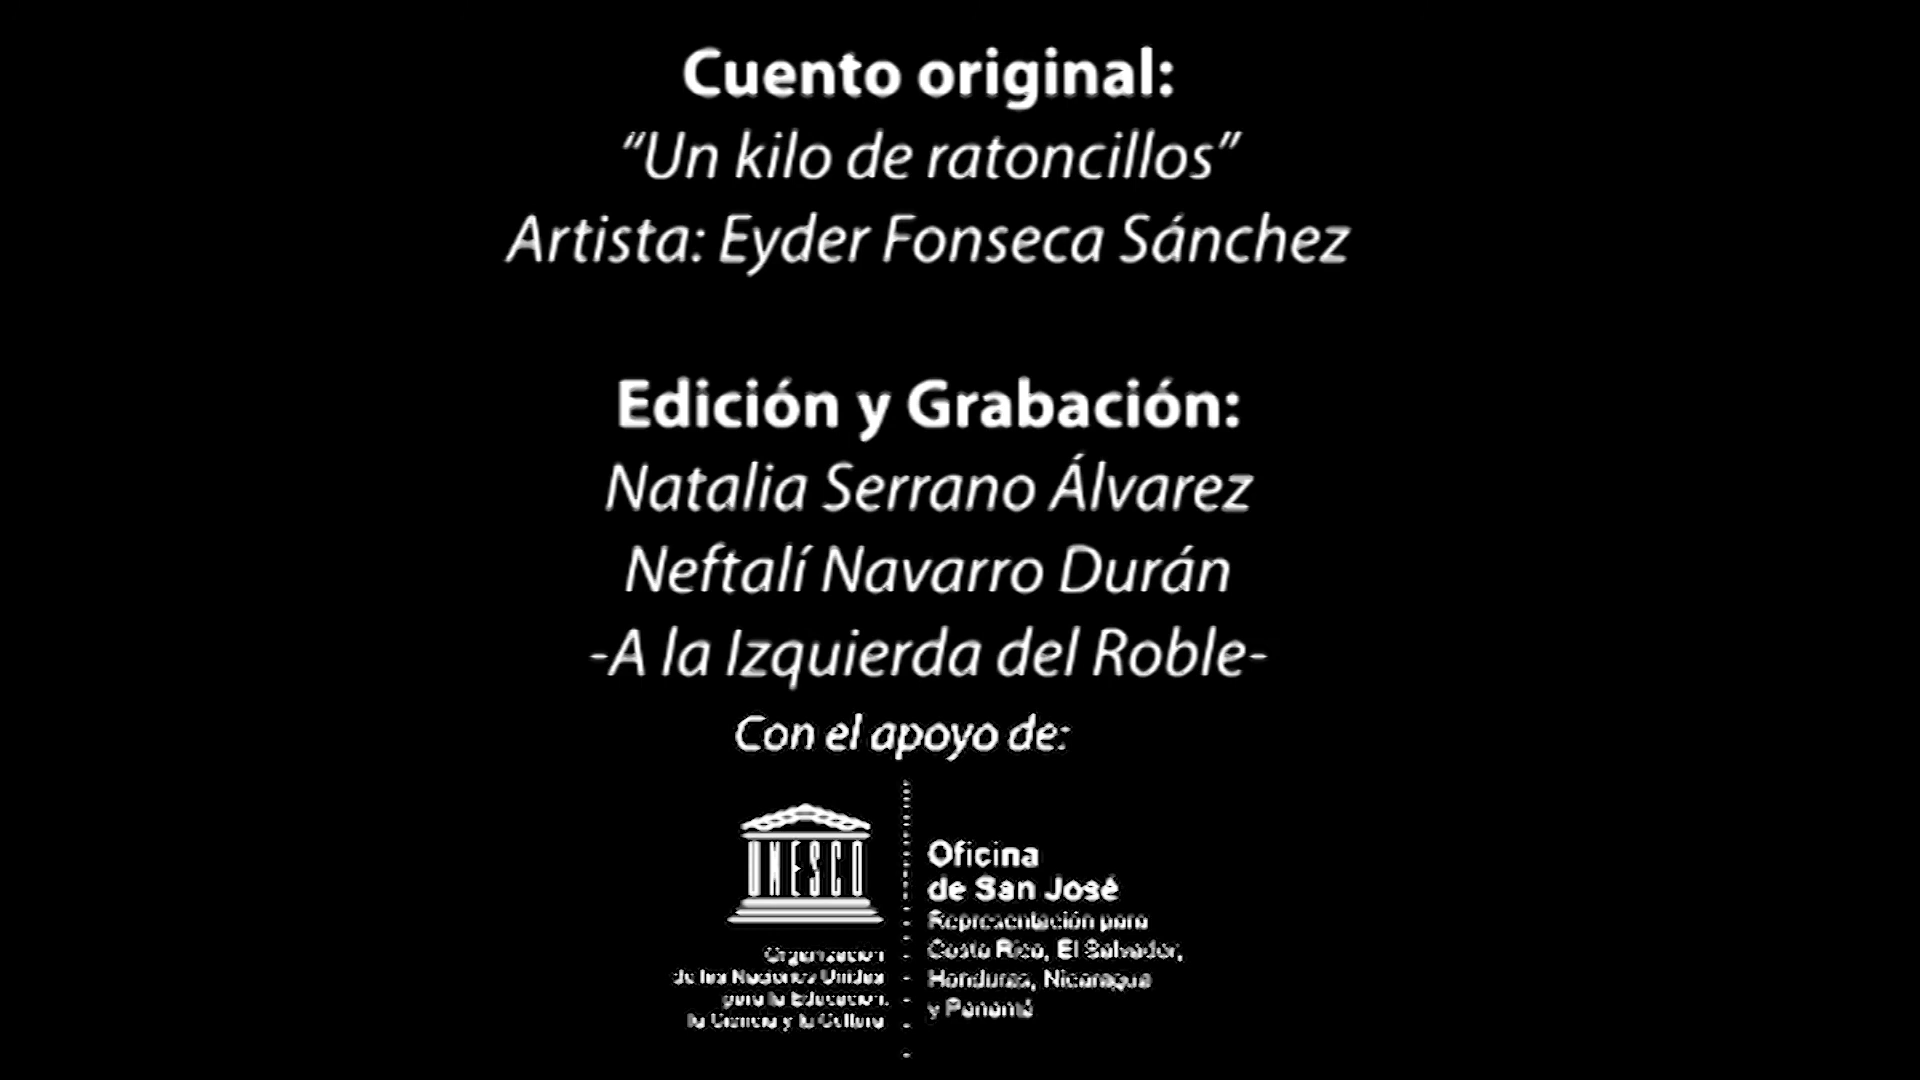 Cuento original:
“Un kilo de ratoncillos”
Artista: Eyder Fonseca Sánchez
Edición y Grabación:
Natalia Serrano Álvarez
Neftalí Navarro Durán
-A la Izquierda del Roble-
Con el apoyo de:
UNESCO
Organización
de las Naciones Unidas
para la Educación,
la Ciencia y la Cultura
Oficina
de San José
Representación para
Costa Rica, El Salvador,
Honduras, Nicaragua
y Panamá